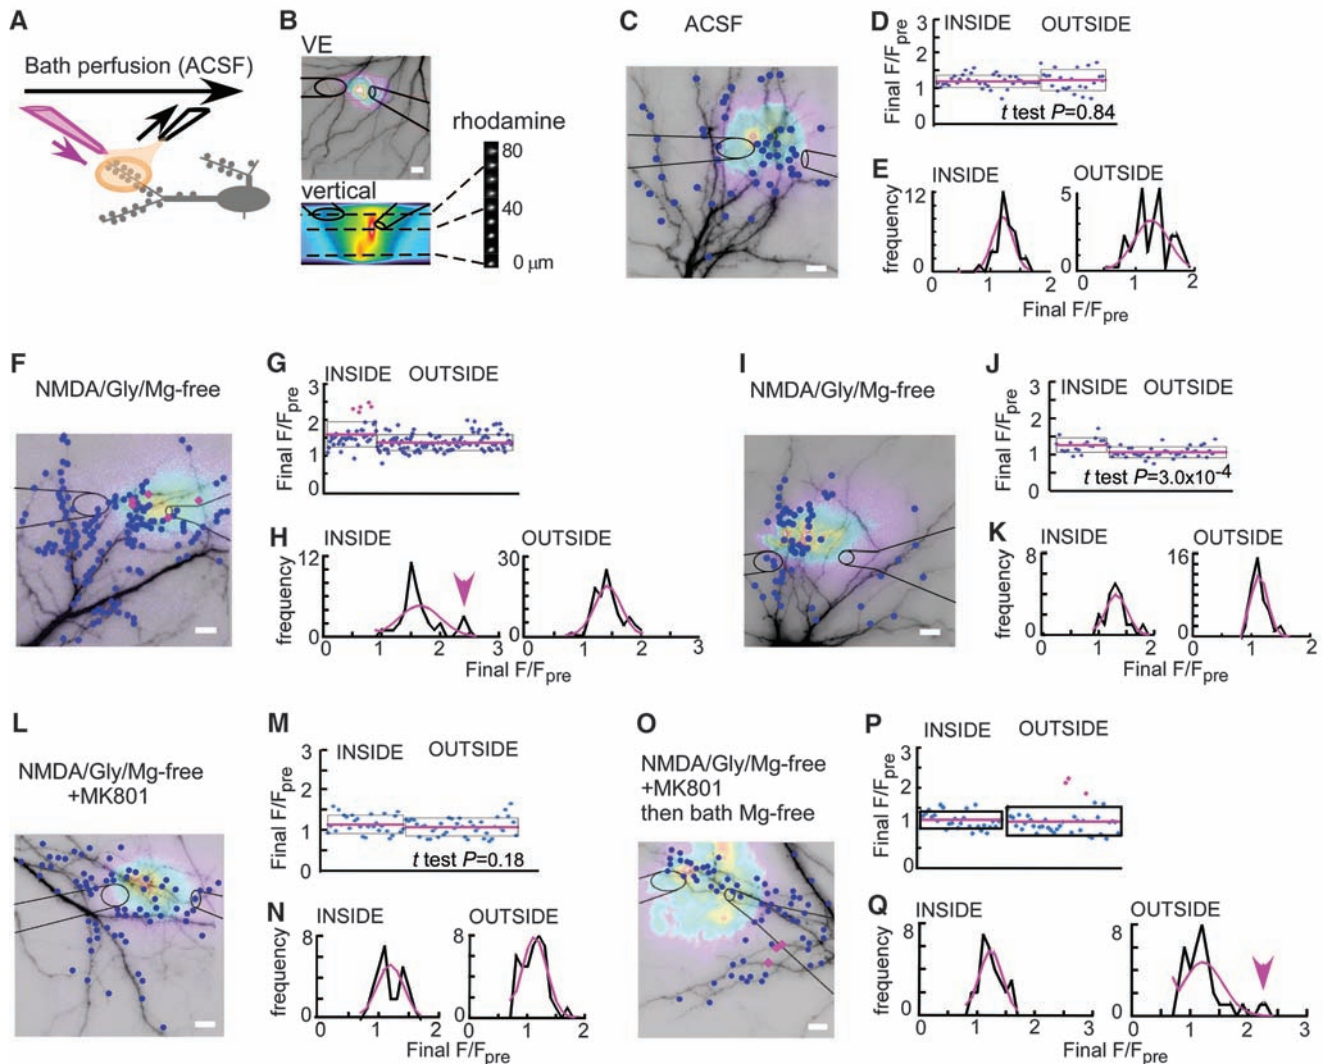 A
Bath perfusion (ACSF)
B
VE
vertical
rhodamine
80
40
0 μm
C
ACSF
D
INSIDE OUTSIDE
Final F/Fpre
3
2
1
0
t test P=0.84
E
INSIDE OUTSIDE
frequency
12
0
0 1 2
5
0
0 1 2
Final F/Fpre
F
NMDA/Gly/Mg-free
G
INSIDE OUTSIDE
Final F/Fpre
3
2
1
0
H
INSIDE OUTSIDE
frequency
12
0
0 1 2 3
30
0
0 1 2 3
Final F/Fpre
I
NMDA/Gly/Mg-free
J
INSIDE OUTSIDE
Final F/Fpre
3
2
1
0
t test P=3.0x10-4
K
INSIDE OUTSIDE
frequency
8
0
0 1 2
16
0
0 1 2
Final F/Fpre
L
NMDA/Gly/Mg-free
+MK801
M
INSIDE OUTSIDE
Final F/Fpre
3
2
1
0
t test P=0.18
N
INSIDE OUTSIDE
frequency
8
0
0 1 2
8
0
0 1 2
Final F/Fpre
O
NMDA/Gly/Mg-free
+MK801
then bath Mg-free
P
INSIDE OUTSIDE
Final F/Fpre
3
2
1
0
Q
INSIDE OUTSIDE
frequency
8
0
0 1 2 3
8
0
0 1 2 3
Final F/Fpre